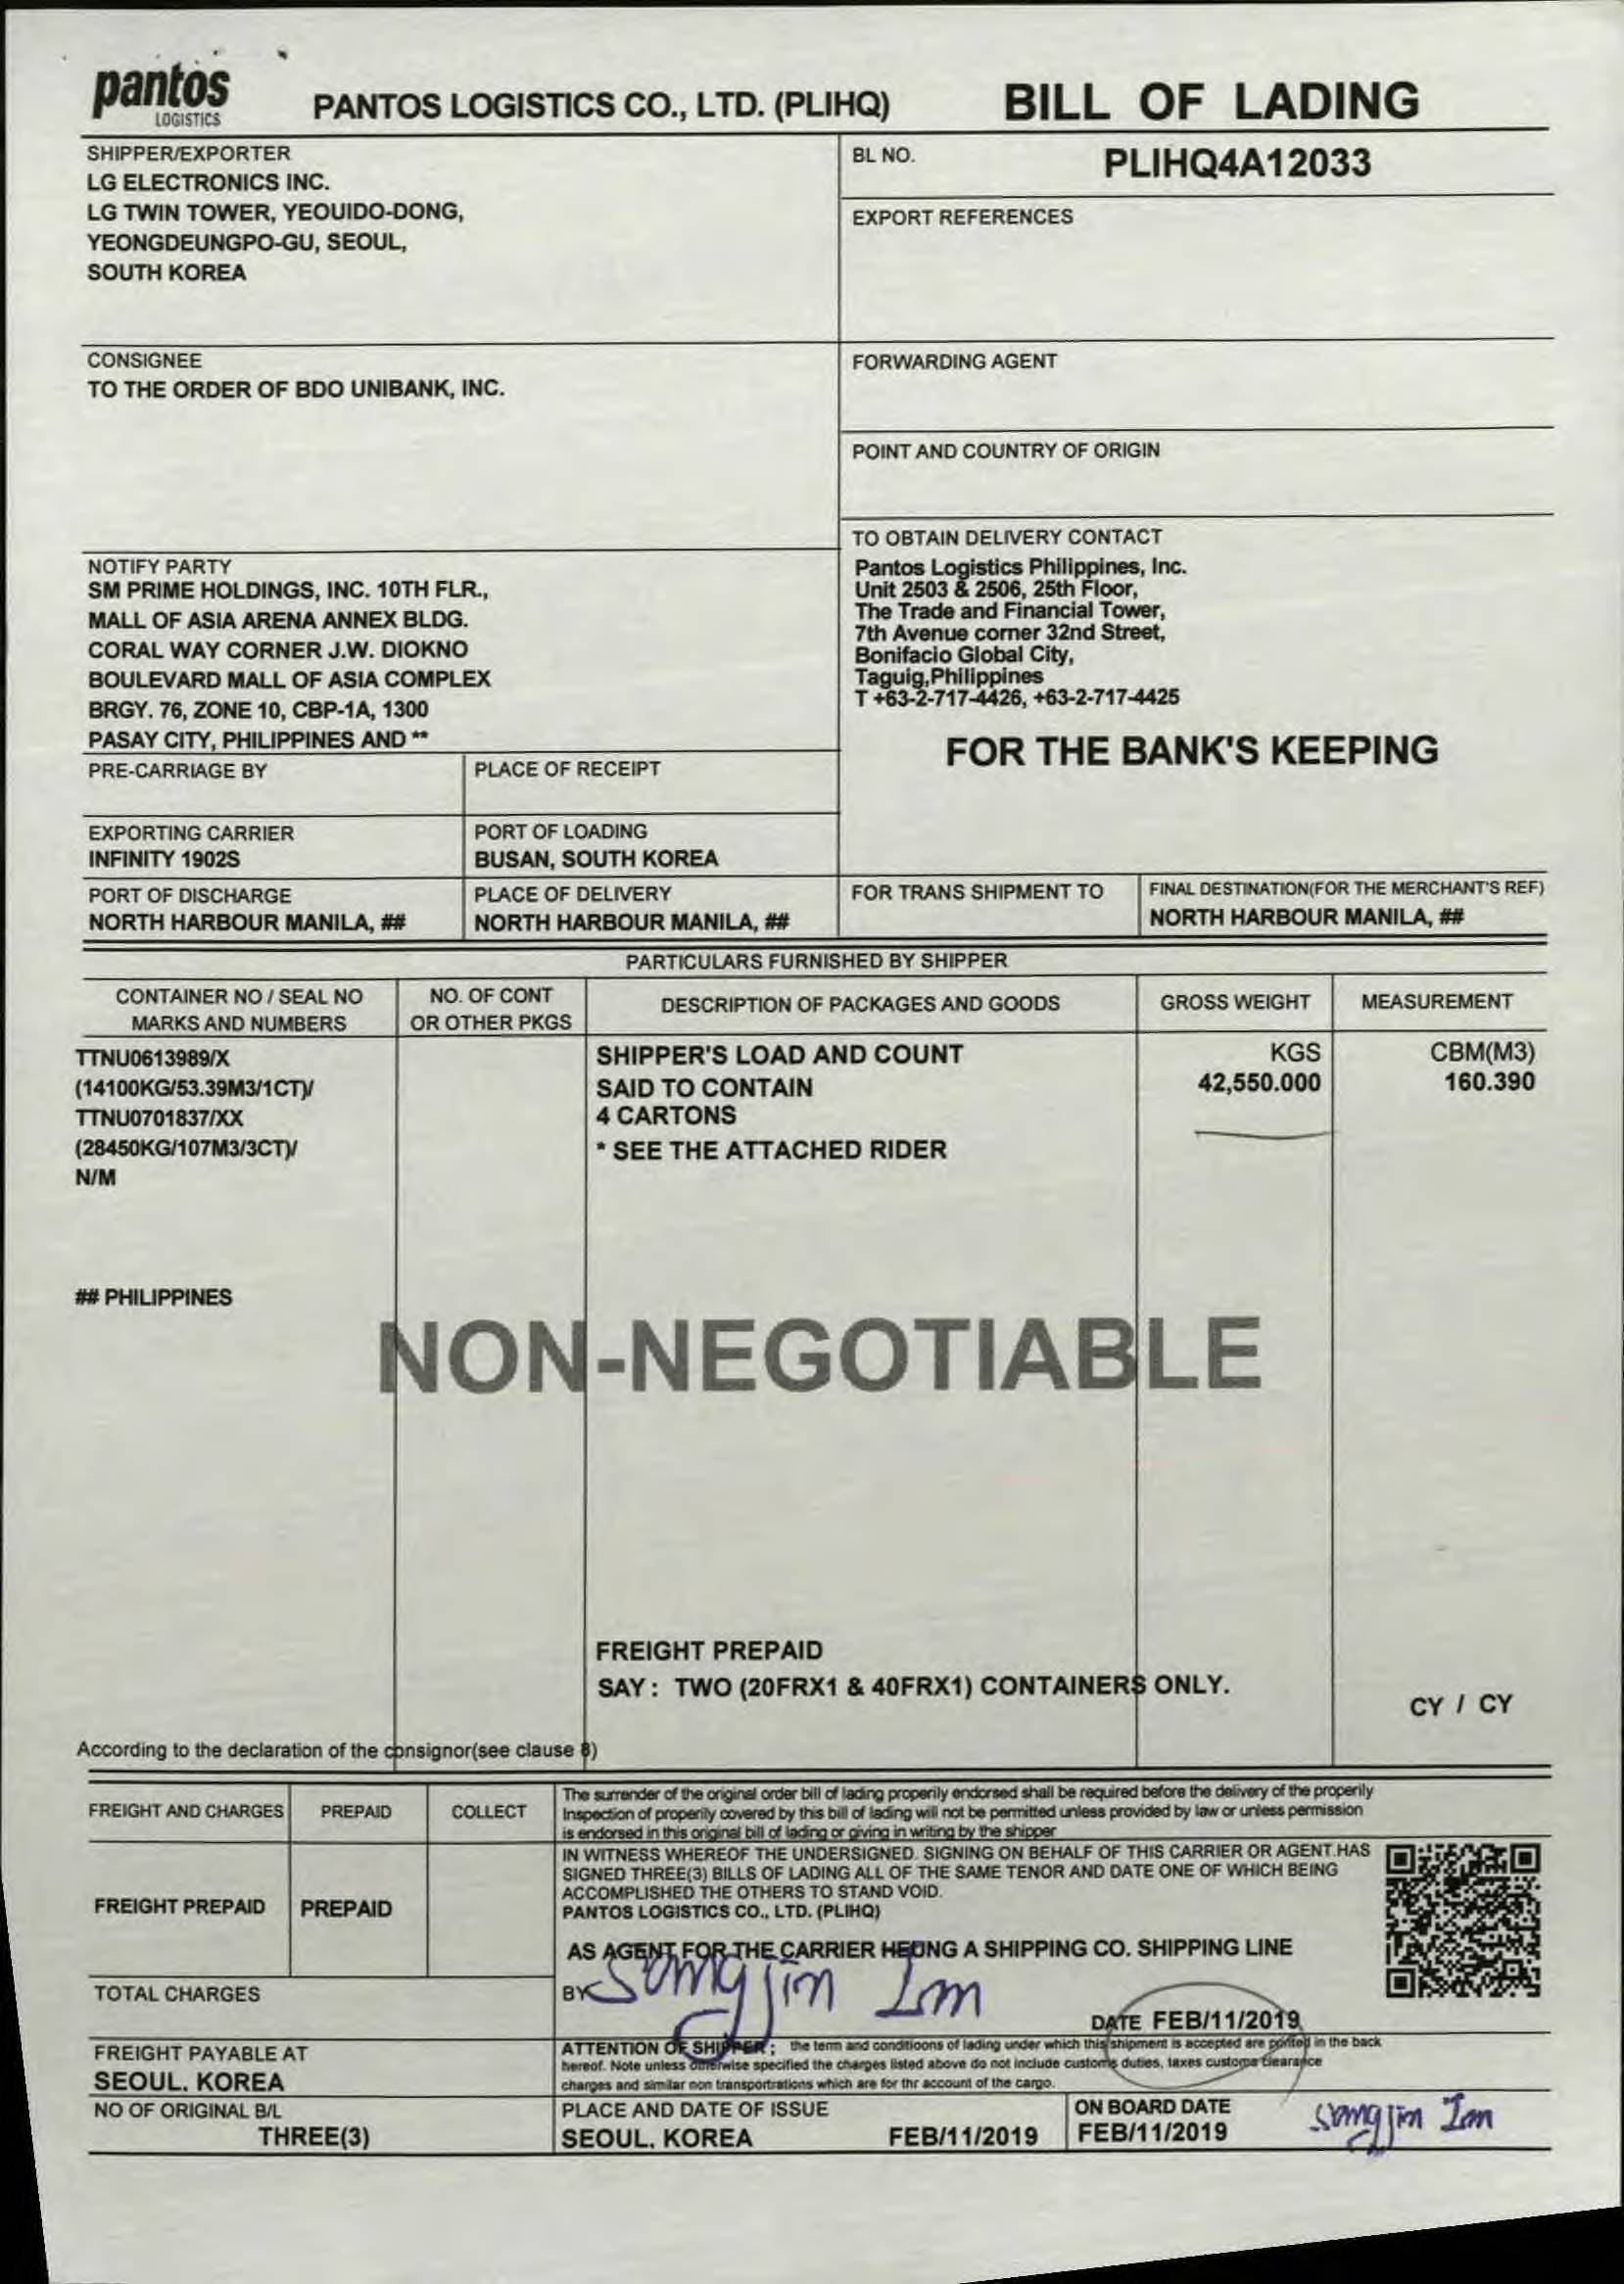 pantos
LOGISTICS
PANTOS LOGISTICS CO., LTD. (PLIHQ)
BILL OF LADING
SHIPPER/EXPORTER
LG ELECTRONICS INC.
LG TWIN TOWER, YEOUIDO-DONG,
YEONGDEUNGPO-GU, SEOUL,
SOUTH KOREA
BL NO.
PLIHQ4A12033
EXPORT REFERENCES
CONSIGNEE
TO THE ORDER OF BDO UNIBANK, INC.
FORWARDING AGENT
POINT AND COUNTRY OF ORIGIN
NOTIFY PARTY
SM PRIME HOLDINGS, INC. 10TH FLR.,
MALL OF ASIA ARENA ANNEX BLDG.
CORAL WAY CORNER J.W. DIOKNO
BOULEVARD MALL OF ASIA COMPLEX
BRGY. 76, ZONE 10, CBP-1A, 1300
PASAY CITY, PHILIPPINES AND **
TO OBTAIN DELIVERY CONTACT
Pantos Logistics Philippines, Inc.
Unit 2503 & 2506, 25th Floor,
The Trade and Financial Tower,
7th Avenue corner 32nd Street,
Bonifacio Global City,
Taguig,Philippines
T +63-2-717-4426, +63-2-717-4425
FOR THE BANK'S KEEPING
PRE-CARRIAGE BY
PLACE OF RECEIPT
EXPORTING CARRIER
INFINITY 1902S
PORT OF LOADING
BUSAN, SOUTH KOREA
PORT OF DISCHARGE
NORTH HARBOUR MANILA, ##
PLACE OF DELIVERY
NORTH HARBOUR MANILA, ##
FOR TRANS SHIPMENT TO
FINAL DESTINATION(FOR THE MERCHANT'S REF)
NORTH HARBOUR MANILA, ##
PARTICULARS FURNISHED BY SHIPPER
CONTAINER NO / SEAL NO
MARKS AND NUMBERS
NO. OF CONT
OR OTHER PKGS
DESCRIPTION OF PACKAGES AND GOODS
GROSS WEIGHT
MEASUREMENT
TTNU0613989/X
(14100KG/53.39M3/1CT)/
TTNU0701837/XX
(28450KG/107M3/3CT)/
N/M
SHIPPER'S LOAD AND COUNT
SAID TO CONTAIN
4 CARTONS
* SEE THE ATTACHED RIDER
KGS
42,550.000
CBM(M3)
160.390
## PHILIPPINES
NON-NEGOTIABLE
FREIGHT PREPAID
SAY : TWO (20FRX1 & 40FRX1) CONTAINERS ONLY.
CY / CY
According to the declaration of the consignor(see clause 8)
FREIGHT AND CHARGES
PREPAID
COLLECT
The surrender of the original order bill of lading properily endorsed shall be required before the delivery of the properily
Inspection of properily covered by this bill of lading will not be permitted unless provided by law or unless permission
is endorsed in this original bill of lading or giving in writing by the shipper
FREIGHT PREPAID
PREPAID
IN WITNESS WHEREOF THE UNDERSIGNED. SIGNING ON BEHALF OF THIS CARRIER OR AGENT.HAS
SIGNED THREE(3) BILLS OF LADING ALL OF THE SAME TENOR AND DATE ONE OF WHICH BEING
ACCOMPLISHED THE OTHERS TO STAND VOID.
PANTOS LOGISTICS CO., LTD. (PLIHQ)
AS AGENT FOR THE CARRIER HEUNG A SHIPPING CO. SHIPPING LINE
BY Sangjin Im
DATE FEB/11/2019
TOTAL CHARGES
FREIGHT PAYABLE AT
SEOUL. KOREA
ATTENTION OF SHIPPER ; the term and conditioons of lading under which this shipment is accepted are pointed in the back
hereof. Note unless otherwise specified the charges listed above do not include customs duties, taxes customa clearance
charges and similar non transportrations which are for thr account of the cargo.
NO OF ORIGINAL B/L
THREE(3)
PLACE AND DATE OF ISSUE
SEOUL. KOREA FEB/11/2019
ON BOARD DATE
FEB/11/2019
Sangjin Im